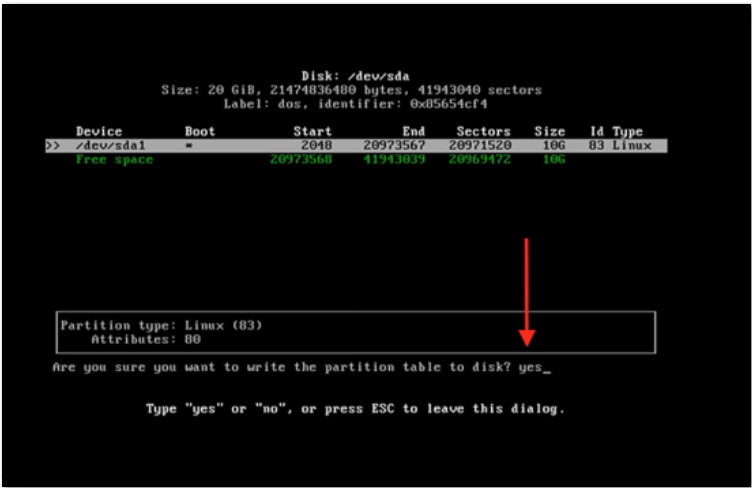 Disk: /dev/sda
Size: 20 GiB, 21474836480 bytes, 41943040 sectors
Label: dos, identifier: 0x85654cf4
Device Boot Start End Sectors Size Id Type
>> /dev/sda1 * 2048 20973567 20971520 10G 83 Linux
Free space 20973568 41943039 20969472 10G
Partition type: Linux (83)
Attributes: 80
Are you sure you want to write the partition table to disk? yes_
Type "yes" or "no", or press ESC to leave this dialog.